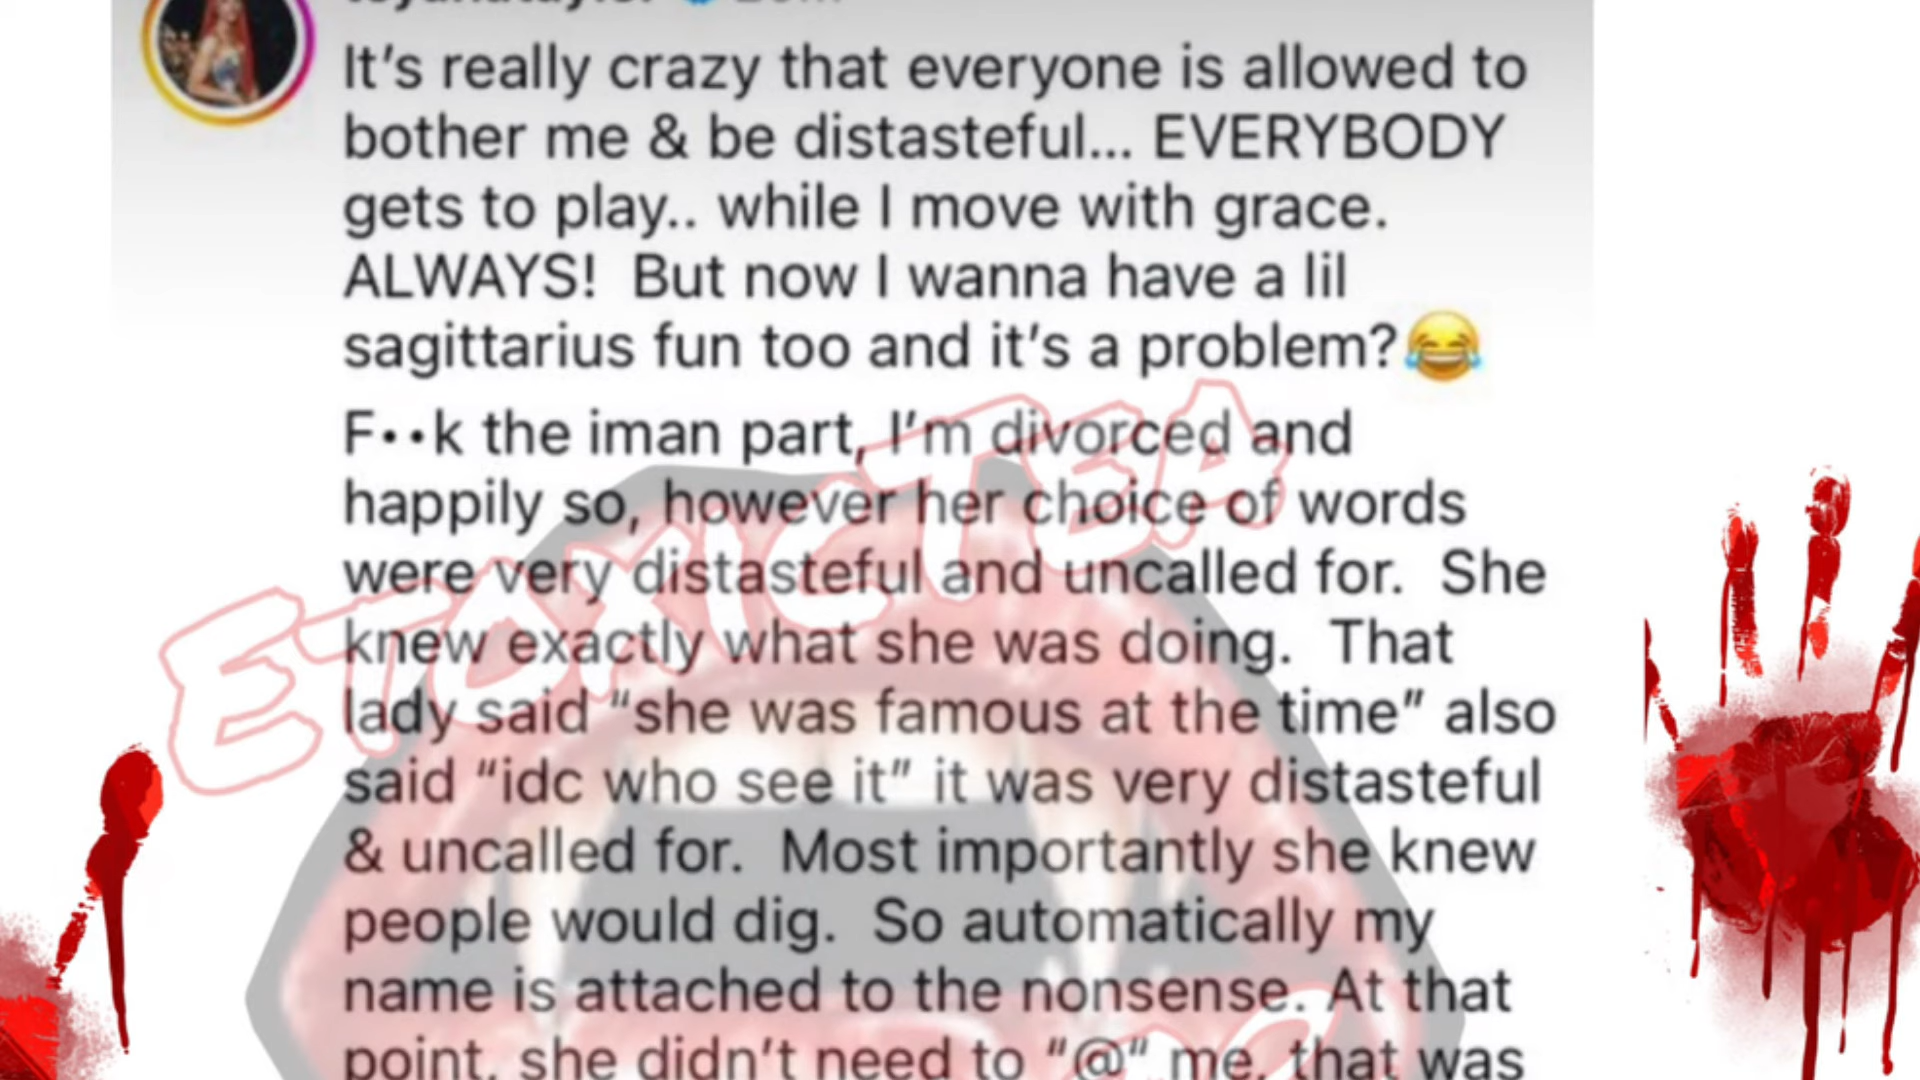 It's really crazy that everyone is allowed to
bother me & be distasteful... EVERYBODY
gets to play.. while I move with grace.
ALWAYS!  But now I wanna have a lil
sagittarius fun too and it's a problem?😂
F••k the iman part, I'm divorced and
happily so, however her choice of words
were very distasteful and uncalled for.  She
knew exactly what she was doing.  That
lady said "she was famous at the time" also
said "idc who see it" it was very distasteful
& uncalled for.  Most importantly she knew
people would dig.  So automatically my
name is attached to the nonsense. At that
point, she didn't need to "@" me, that was
ETOXICTEA